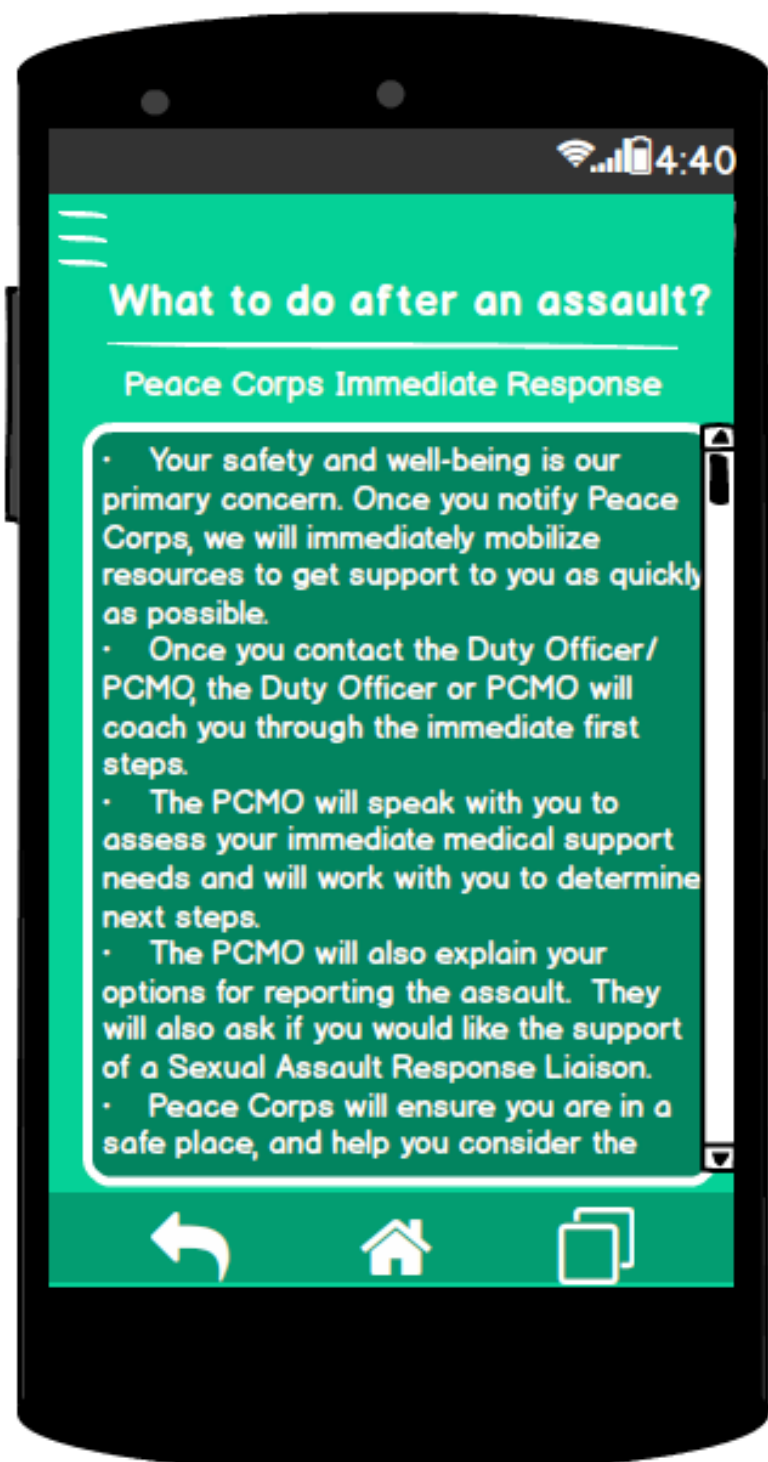 4:40
What to do after an assault?
Peace Corps Immediate Response
·    Your safety and well-being is our
primary concern. Once you notify Peace
Corps, we will immediately mobilize
resources to get support to you as quickly
as possible.
·    Once you contact the Duty Officer/
PCMO, the Duty Officer or PCMO will
coach you through the immediate first
steps.
·    The PCMO will speak with you to
assess your immediate medical support
needs and will work with you to determine
next steps.
·    The PCMO will also explain your
options for reporting the assault.  They
will also ask if you would like the support
of a Sexual Assault Response Liaison.
·    Peace Corps will ensure you are in a
safe place, and help you consider the